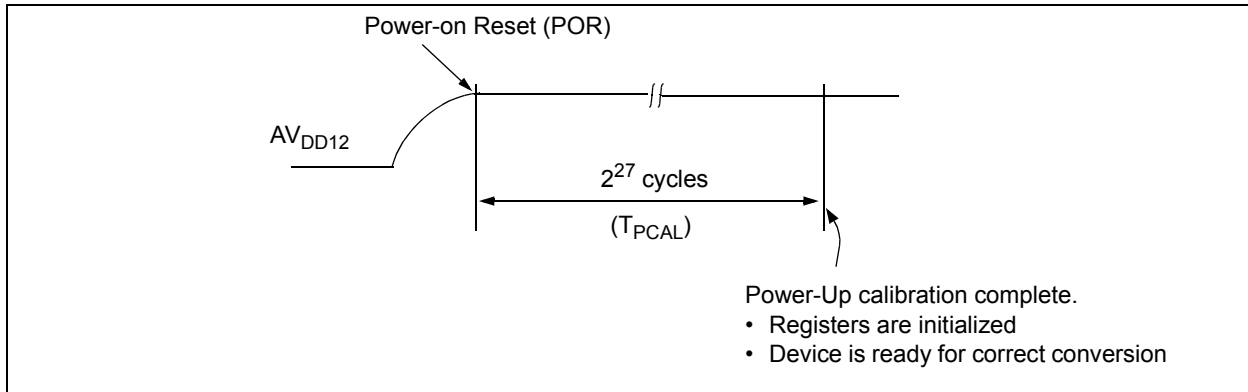 Power-on Reset (POR)
AVDD12
2^27 cycles
(TPCAL)
Power-Up calibration complete.
• Registers are initialized
• Device is ready for correct conversion